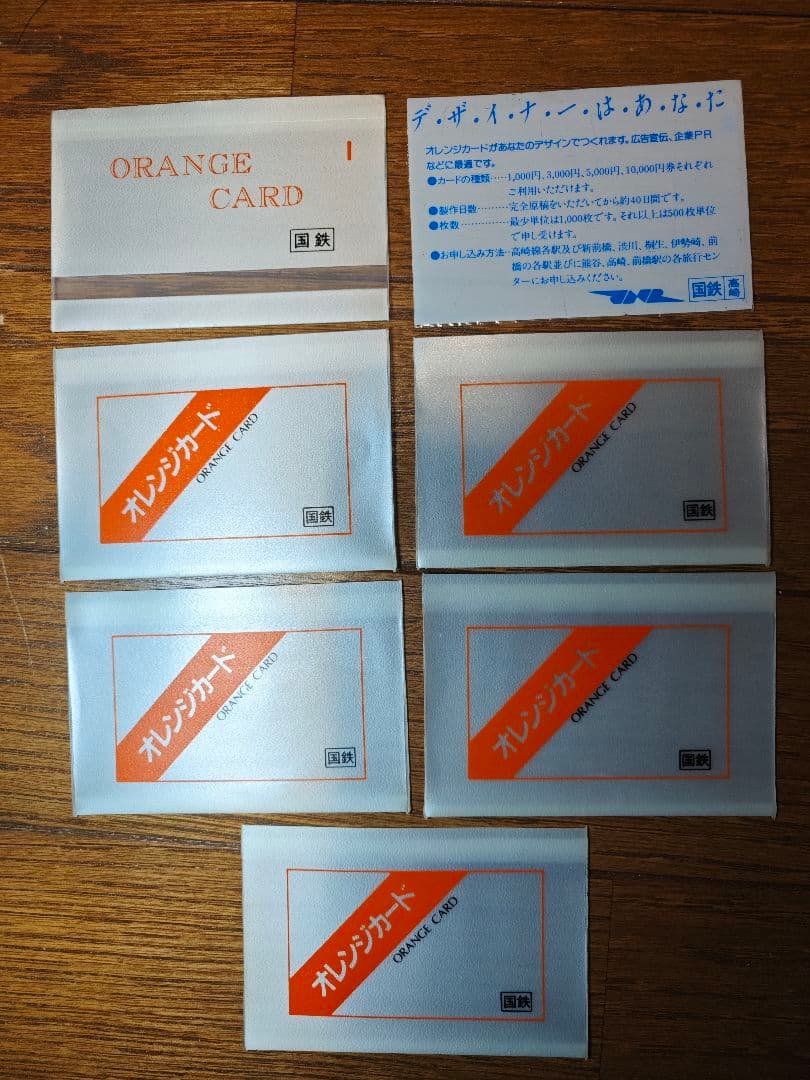 ORANGE
CARD
国鉄
デ・ザ・イ・ナ・ー・は・あ・な・た
オレンジカードがあなたのデザインでつくれます。広告宣伝、企業PR
などに最適です。
●カードの種類……1,000円、3,000円、5,000円、10,000円券それぞれ
ご利用いただけます。
●製作日数………完全原稿をいただいてから約40日間です。
●枚数……………最少単位は1,000枚です。それ以上は500枚単位
で申し受けます。
●お申し込み方法…高崎線各駅及び新前橋、渋川、桐生、伊勢崎、前
橋の各駅並びに熊谷、高崎、前橋駅の各旅行セン
ターにお申し込みください。
JNR 国鉄 高崎
オレンジカード
ORANGE CARD
国鉄
オレンジカード
ORANGE CARD
国鉄
オレンジカード
ORANGE CARD
国鉄
オレンジカード
ORANGE CARD
国鉄
オレンジカード
ORANGE CARD
国鉄